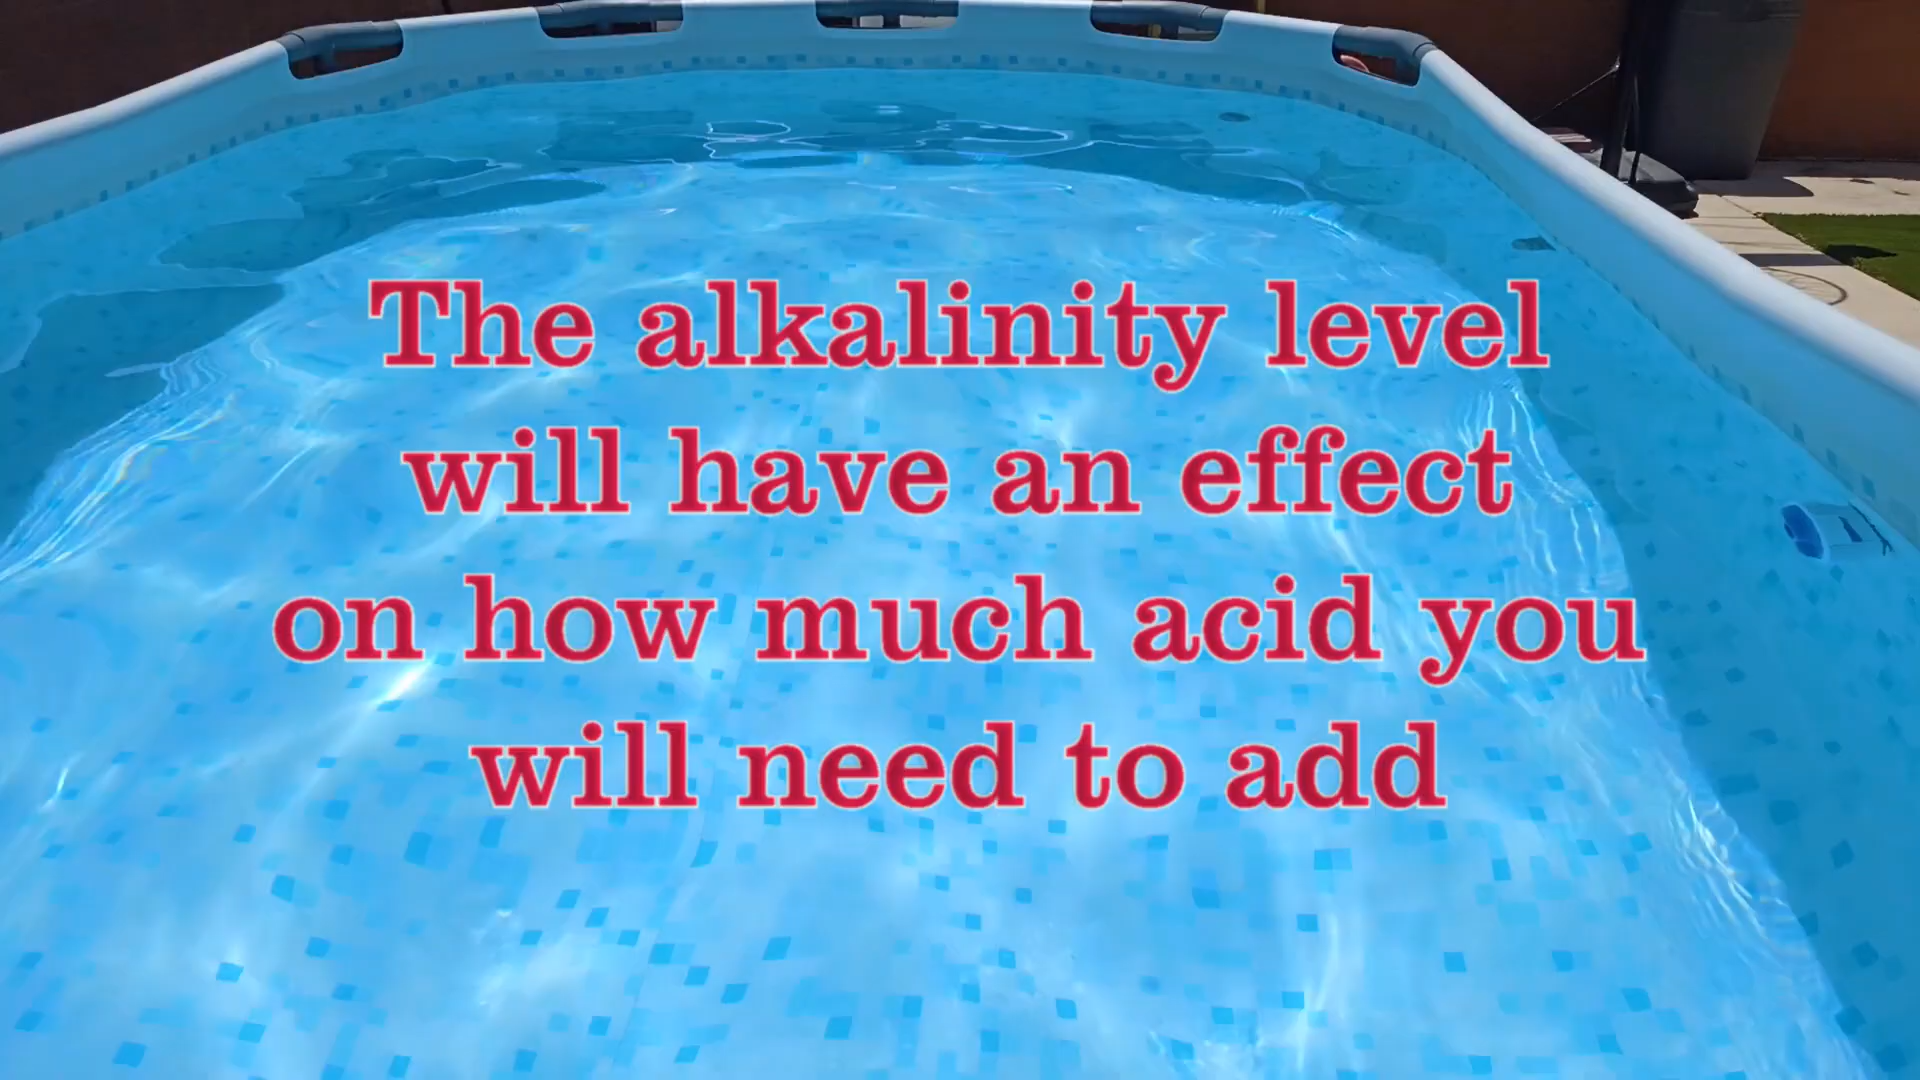 The alkalinity level
will have an effect
on how much acid you
will need to add